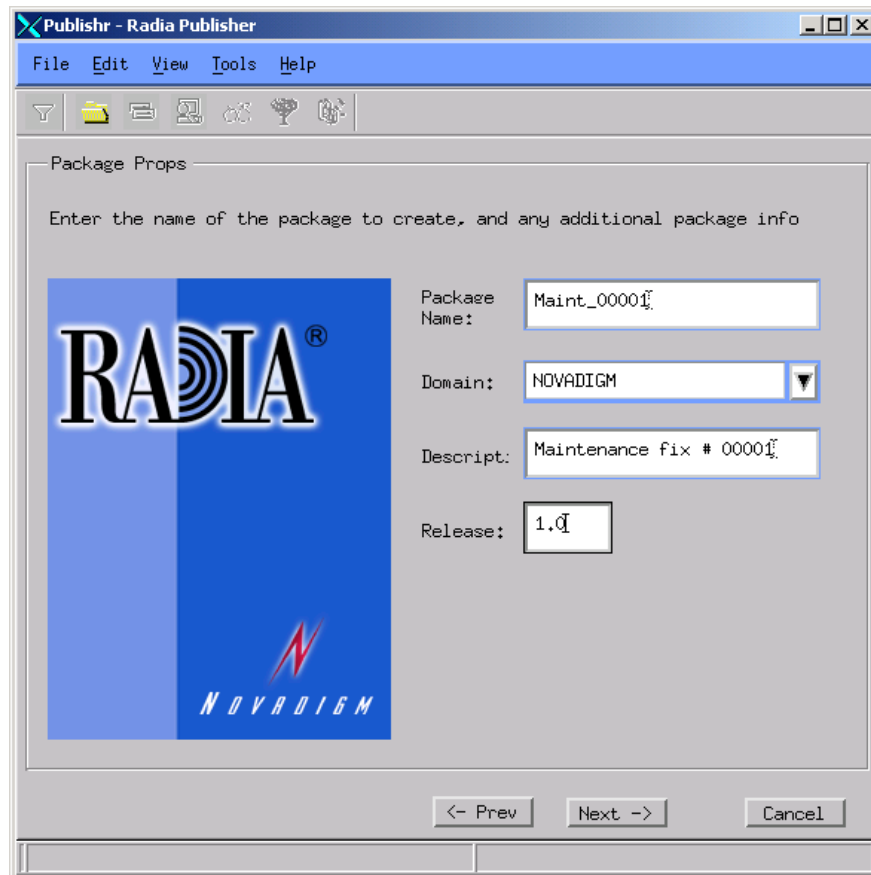 Publishr - Radia Publisher
File Edit View Tools Help
Package Props
Enter the name of the package to create, and any additional package info
RADIA®
Package
Name:
Maint_00001
Domain:
NOVADIGM
Descript:
Maintenance fix # 00001
Release:
1.0
NOVADIGM
<- Prev Next -> Cancel